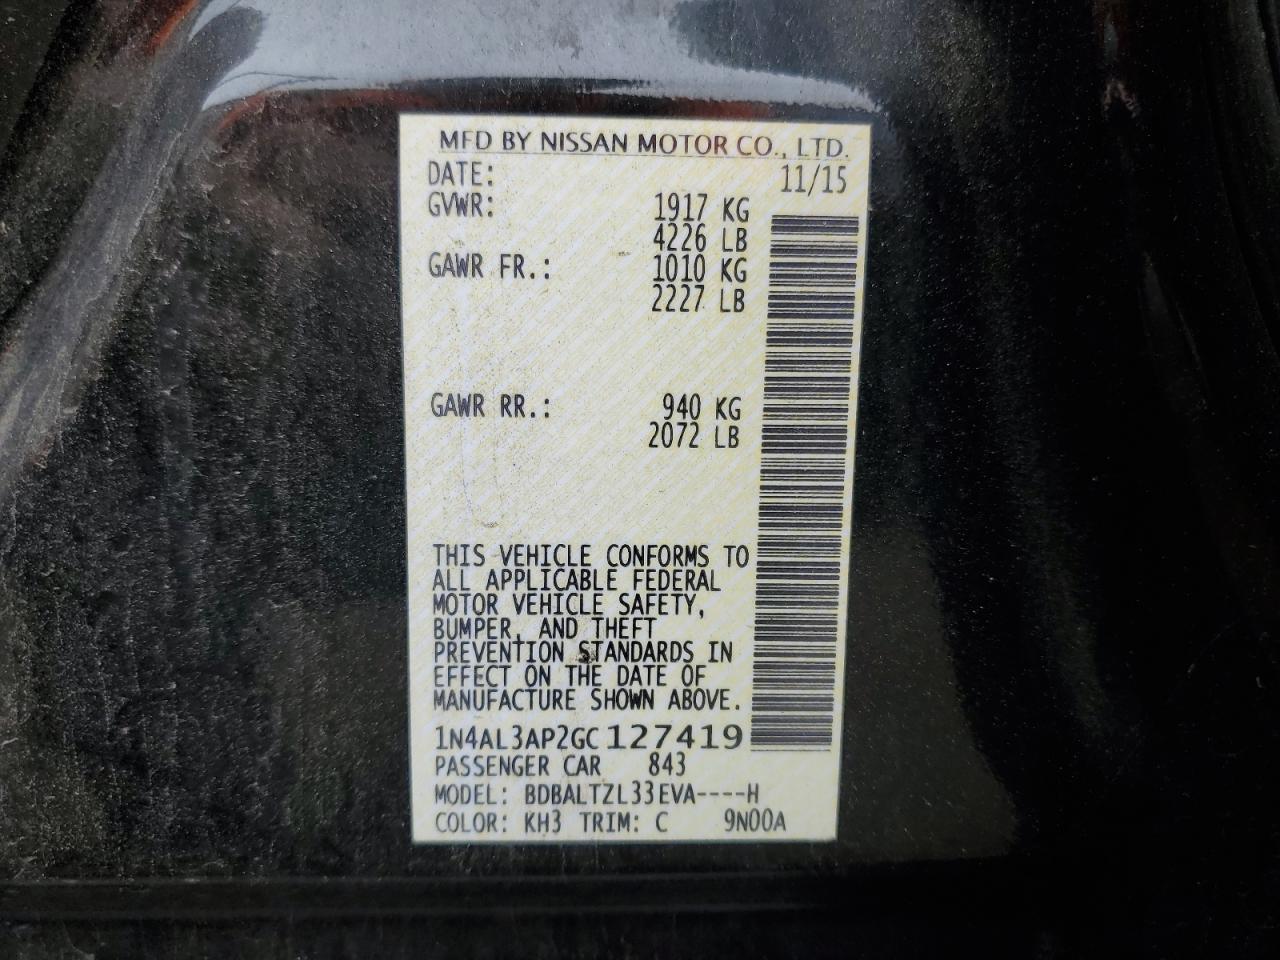 MFD BY NISSAN MOTOR CO., LTD.
DATE: 11/15
GVWR: 1917 KG
4226 LB
GAWR FR.: 1010 KG
2227 LB
GAWR RR.: 940 KG
2072 LB
THIS VEHICLE CONFORMS TO
ALL APPLICABLE FEDERAL
MOTOR VEHICLE SAFETY,
BUMPER, AND THEFT
PREVENTION STANDARDS IN
EFFECT ON THE DATE OF
MANUFACTURE SHOWN ABOVE.
1N4AL3AP2GC127419
PASSENGER CAR 843
MODEL: BDBALTZL33EVA----H
COLOR: KH3 TRIM: C 9N00A